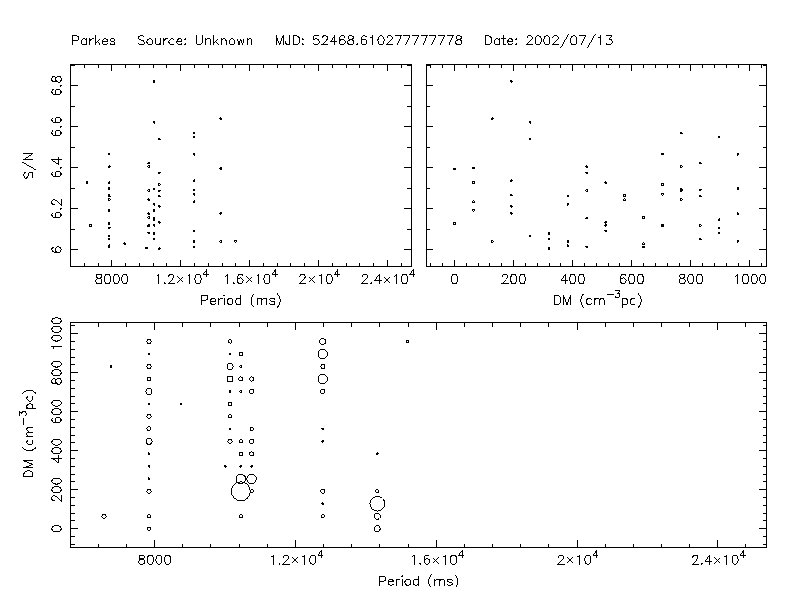 Parkes Source: Unknown MJD: 52468.610277777778 Date: 2002/07/13
6.8
6.6
6.4
6.2
6
S/N
8000 1.2×10⁴ 1.6×10⁴ 2×10⁴ 2.4×10⁴
Period (ms)
0 200 400 600 800 1000
DM (cm⁻³pc)
1000
800
600
400
200
0
DM (cm⁻³pc)
8000 1.2×10⁴ 1.6×10⁴ 2×10⁴ 2.4×10⁴
Period (ms)